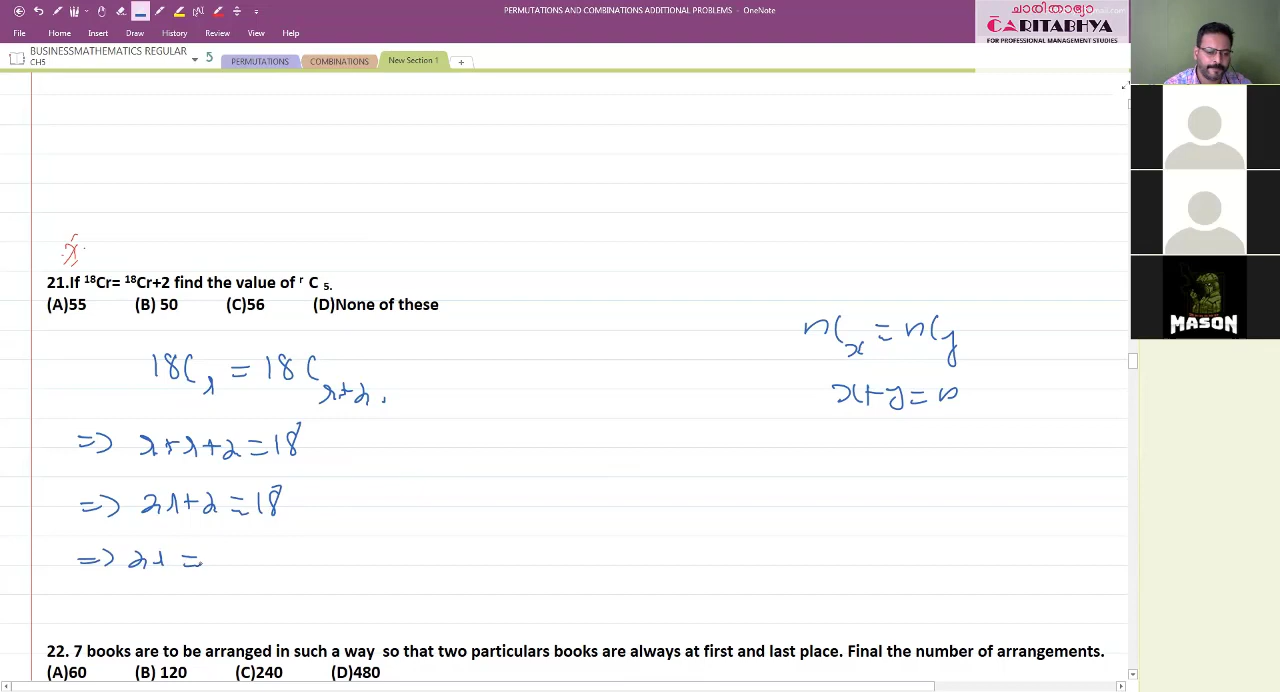 PERMUTATIONS AND COMBINATIONS ADDITIONAL PROBLEMS - OneNote
ചാരിതാഭ്യാ
CARITABHYA
FOR PROFESSIONAL MANAGEMENT STUDIES
File Home Insert Draw History Review View Help
BUSINESSMATHEMATICS REGULAR
CH5
PERMUTATIONS COMBINATIONS New Section 1
21.If ¹⁸Cr= ¹⁸Cr+2 find the value of ʳ C ₅.
(A)55 (B) 50 (C)56 (D)None of these
nCx = nCy
18Cr = 18Cr+2.
x+y=n
=> r+r+2=18
=> 2r+2=18
=> 2r =
MASON
22. 7 books are to be arranged in such a way so that two particulars books are always at first and last place. Final the number of arrangements.
(A)60 (B) 120 (C)240 (D)480